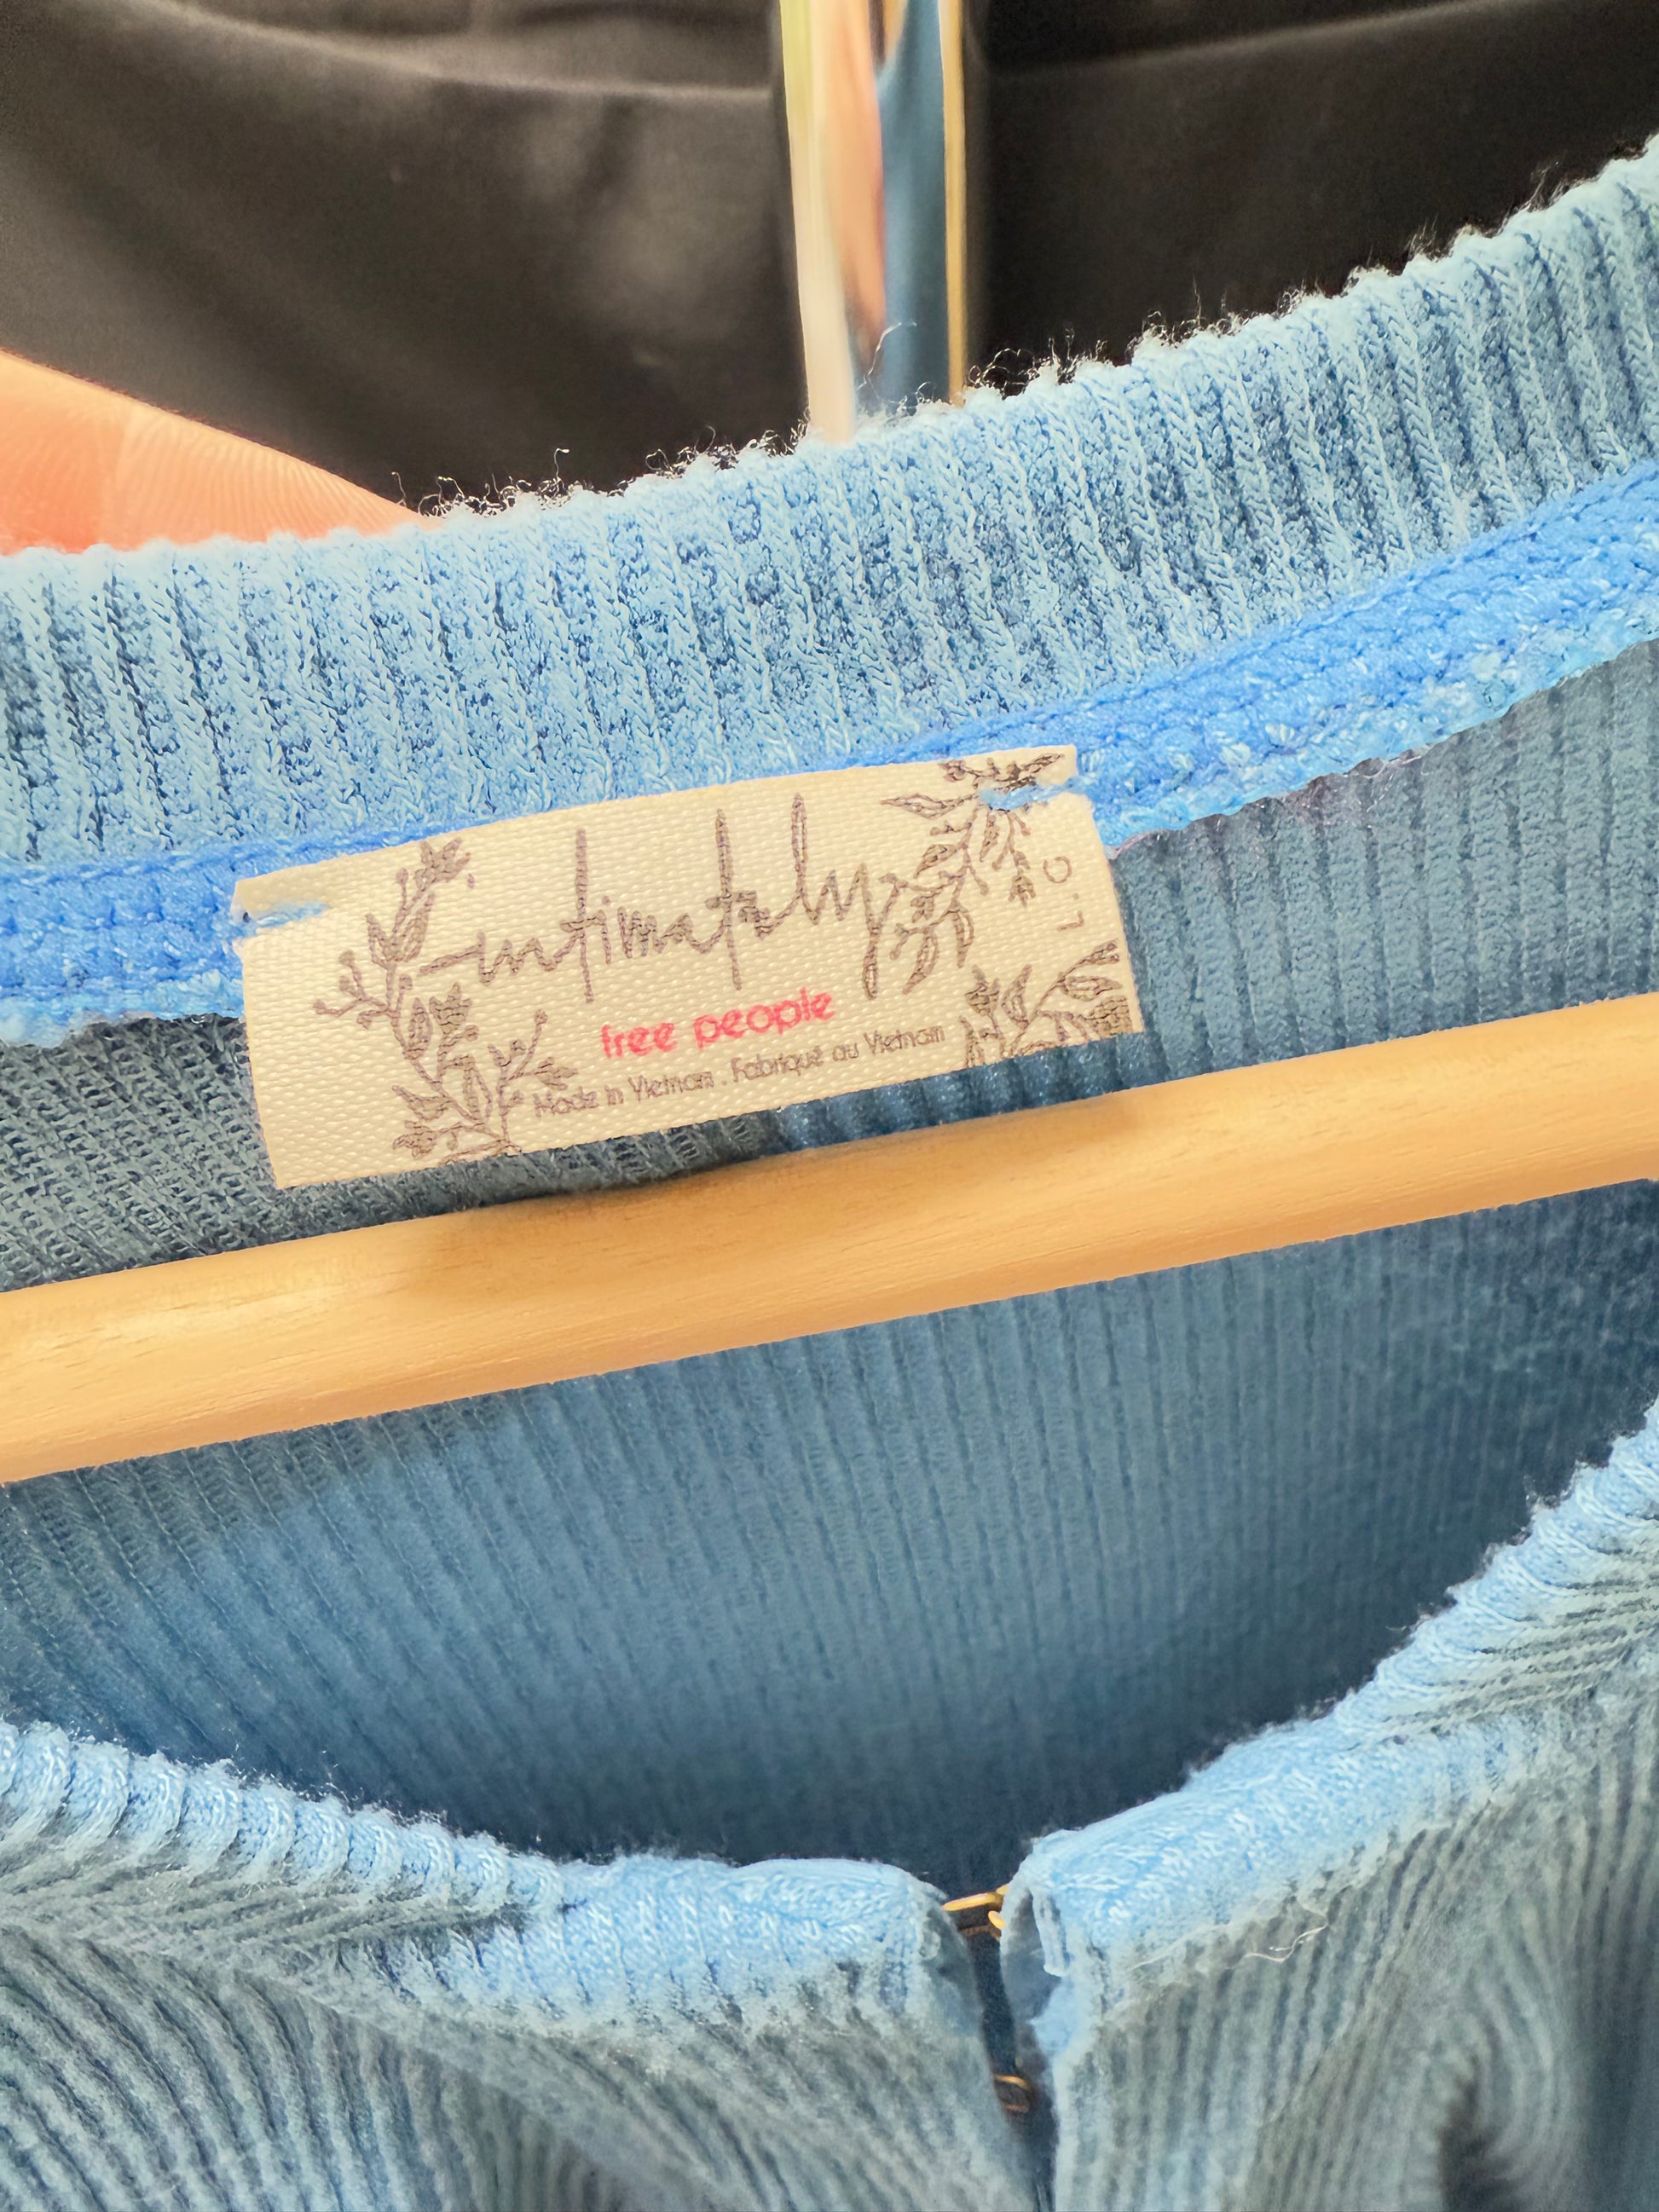 intimately
free people
Made in Vietnam . Fabriqué au Vietnam